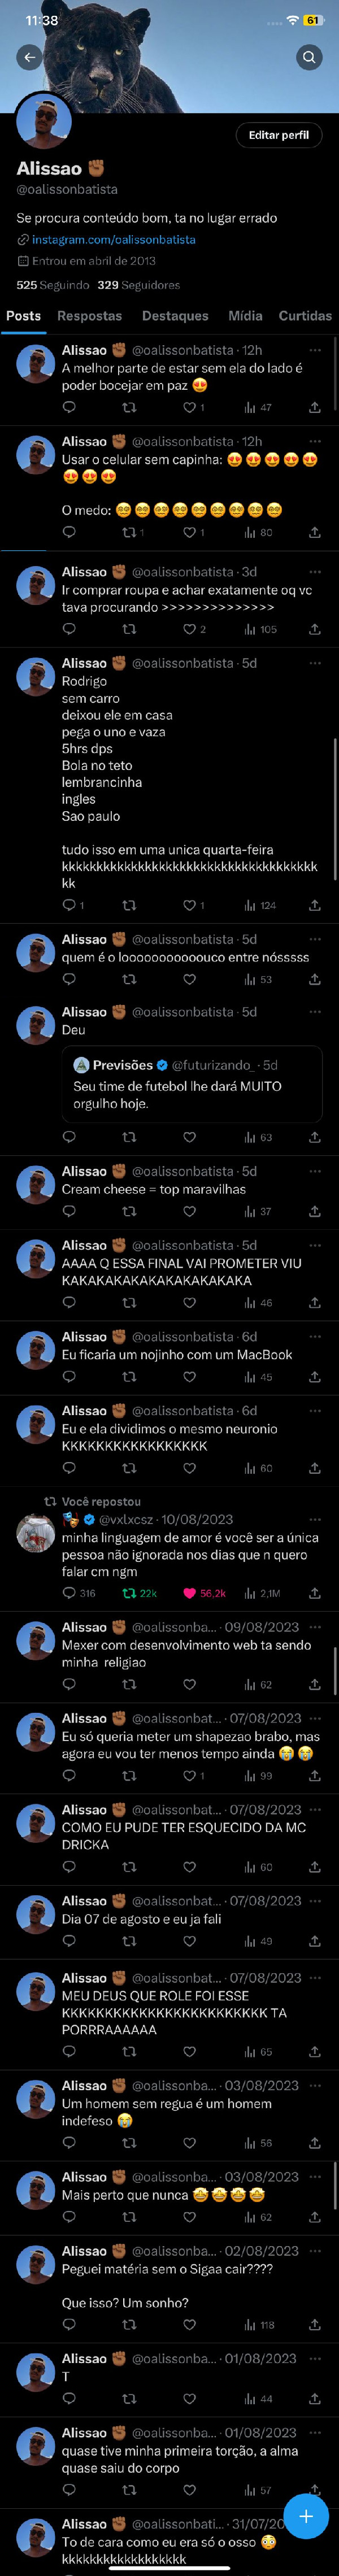 11:38
61
Editar perfil
Alissao ✊🏾
@oalissonbatista
Se procura conteúdo bom, ta no lugar errado
instagram.com/oalissonbatista
Entrou em abril de 2013
525 Seguindo 329 Seguidores
Posts Respostas Destaques Mídia Curtidas
Alissao ✊🏾 @oalissonbatista · 12h
A melhor parte de estar sem ela do lado é
poder bocejar em paz 😍
1 47
Alissao ✊🏾 @oalissonbatista · 12h
Usar o celular sem capinha: 😍😍😍😍😍
😍😍😍
O medo: 😵‍💫😵‍💫😵‍💫😵‍💫😵‍💫😵‍💫😵‍💫😵‍💫😵‍💫
1 1 80
Alissao ✊🏾 @oalissonbatista · 3d
Ir comprar roupa e achar exatamente oq vc
tava procurando >>>>>>>>>>>>>>
2 105
Alissao ✊🏾 @oalissonbatista · 5d
Rodrigo
sem carro
deixou ele em casa
pega o uno e vaza
5hrs dps
Bola no teto
lembrancinha
ingles
Sao paulo
tudo isso em uma unica quarta-feira
kkkkkkkkkkkkkkkkkkkkkkkkkkkkkkkkkkkkk
kk
1 1 124
Alissao ✊🏾 @oalissonbatista · 5d
quem é o looooooooooouco entre nósssss
53
Alissao ✊🏾 @oalissonbatista · 5d
Deu
Previsões @futurizando_ · 5d
Seu time de futebol lhe dará MUITO
orgulho hoje.
63
Alissao ✊🏾 @oalissonbatista · 5d
Cream cheese = top maravilhas
37
Alissao ✊🏾 @oalissonbatista · 5d
AAAA Q ESSA FINAL VAI PROMETER VIU
KAKAKAKAKAKAKAKAKAKAKA
46
Alissao ✊🏾 @oalissonbatista · 6d
Eu ficaria um nojinho com um MacBook
45
Alissao ✊🏾 @oalissonbatista · 6d
Eu e ela dividimos o mesmo neuronio
KKKKKKKKKKKKKKKKK
60
Você repostou
@vxlxcsz · 10/08/2023
minha linguagem de amor é você ser a única
pessoa não ignorada nos dias que n quero
falar cm ngm
316 22k 56,2k 2,1M
Alissao ✊🏾 @oalissonba... · 09/08/2023
Mexer com desenvolvimento web ta sendo
minha religiao
62
Alissao ✊🏾 @oalissonbat... · 07/08/2023
Eu só queria meter um shapezao brabo, mas
agora eu vou ter menos tempo ainda 😭😭
1 99
Alissao ✊🏾 @oalissonbat... · 07/08/2023
COMO EU PUDE TER ESQUECIDO DA MC
DRICKA
60
Alissao ✊🏾 @oalissonbat... · 07/08/2023
Dia 07 de agosto e eu ja fali
49
Alissao ✊🏾 @oalissonbat... · 07/08/2023
MEU DEUS QUE ROLE FOI ESSE
KKKKKKKKKKKKKKKKKKKKKKKK TA
PORRRAAAAAA
65
Alissao ✊🏾 @oalissonba... · 03/08/2023
Um homem sem regua é um homem
indefeso 😭
56
Alissao ✊🏾 @oalissonba... · 03/08/2023
Mais perto que nunca 🤩🤩🤩🤩
62
Alissao ✊🏾 @oalissonba... · 02/08/2023
Peguei matéria sem o Sigaa cair????
Que isso? Um sonho?
118
Alissao ✊🏾 @oalissonba... · 01/08/2023
T
44
Alissao ✊🏾 @oalissonba... · 01/08/2023
quase tive minha primeira torção, a alma
quase saiu do corpo
57
Alissao ✊🏾 @oalissonbati... · 31/07/20
To de cara como eu era só o osso 😳
kkkkkkkkkkkkkkkkkk